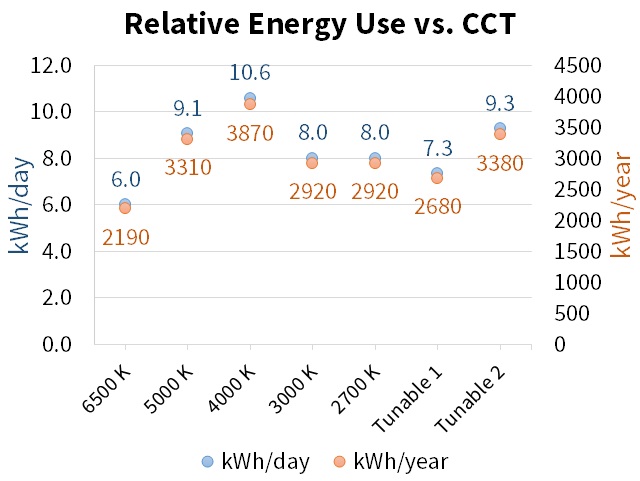 Relative Energy Use vs. CCT
12.0
10.0
8.0
6.0
4.0
2.0
0.0
kWh/day
4500
4000
3500
3000
2500
2000
1500
1000
500
0
kWh/year
6.0
9.1
10.6
8.0
8.0
7.3
9.3
2190
3310
3870
2920
2920
2680
3380
6500 K
5000 K
4000 K
3000 K
2700 K
Tunable 1
Tunable 2
kWh/day
kWh/year